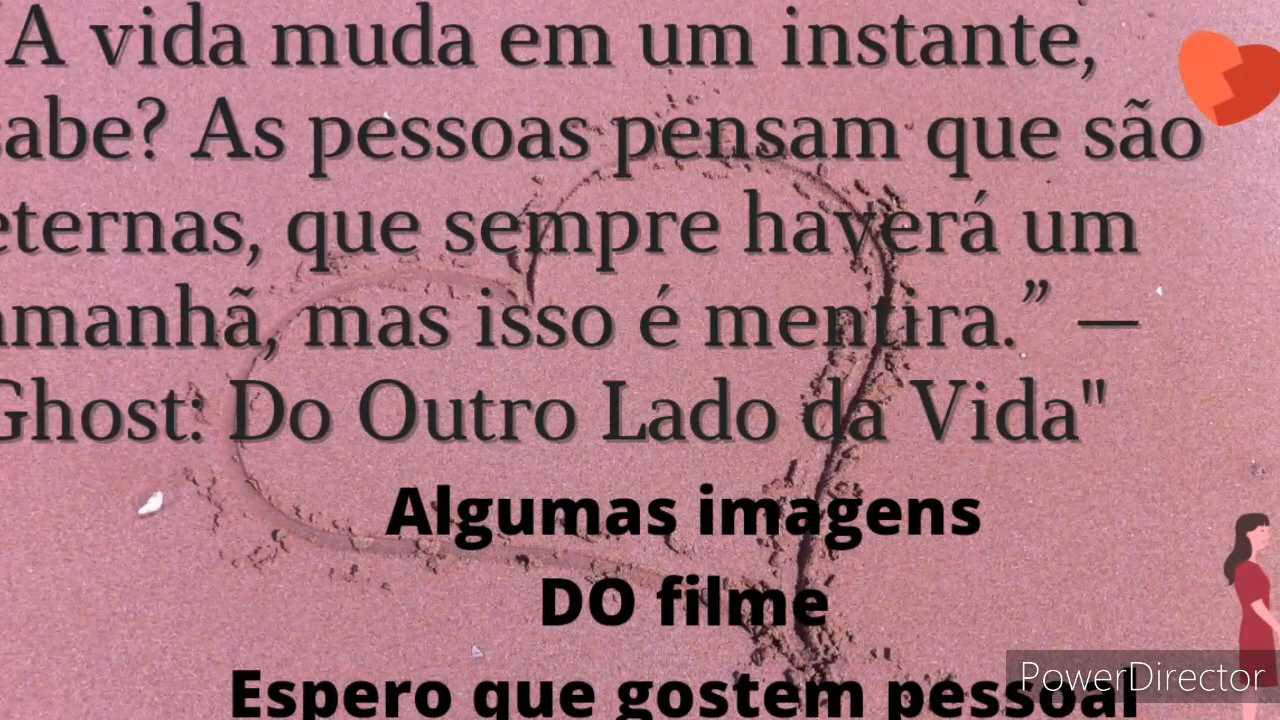 "A vida muda em um instante,
sabe? As pessoas pensam que são
eternas, que sempre haverá um
amanhã, mas isso é mentira.” —
Ghost: Do Outro Lado da Vida"
Algumas imagens
DO filme
Espero que gostem pessoal
PowerDirector